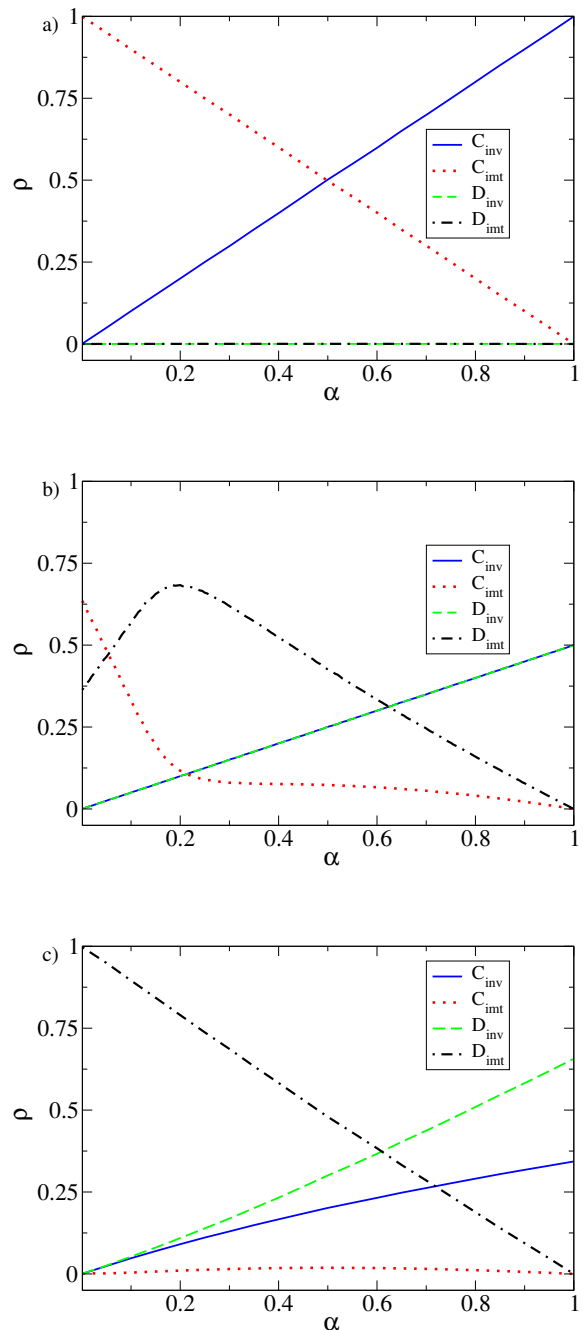 a)
1
0.75
0.5
0.25
0
ρ
C_inv
C_imt
D_inv
D_imt
0.2 0.4 0.6 0.8 1
α
b)
1
0.75
0.5
0.25
0
ρ
C_inv
C_imt
D_inv
D_imt
0.2 0.4 0.6 0.8 1
α
c)
1
0.75
0.5
0.25
0
ρ
C_inv
C_imt
D_inv
D_imt
0.2 0.4 0.6 0.8 1
α